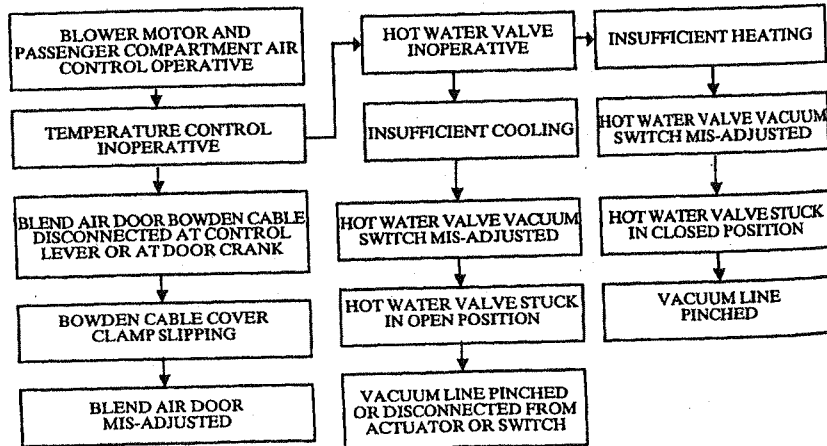 BLOWER MOTOR AND
PASSENGER COMPARTMENT AIR
CONTROL OPERATIVE
TEMPERATURE CONTROL
INOPERATIVE
BLEND AIR DOOR BOWDEN CABLE
DISCONNECTED AT CONTROL
LEVER OR AT DOOR CRANK
BOWDEN CABLE COVER
CLAMP SLIPPING
BLEND AIR DOOR
MIS-ADJUSTED
HOT WATER VALVE
INOPERATIVE
INSUFFICIENT COOLING
HOT WATER VALVE VACUUM
SWITCH MIS-ADJUSTED
HOT WATER VALVE STUCK
IN OPEN POSITION
VACUUM LINE PINCHED
OR DISCONNECTED FROM
ACTUATOR OR SWITCH
INSUFFICIENT HEATING
HOT WATER VALVE VACUUM
SWITCH MIS-ADJUSTED
HOT WATER VALVE STUCK
IN CLOSED POSITION
VACUUM LINE
PINCHED